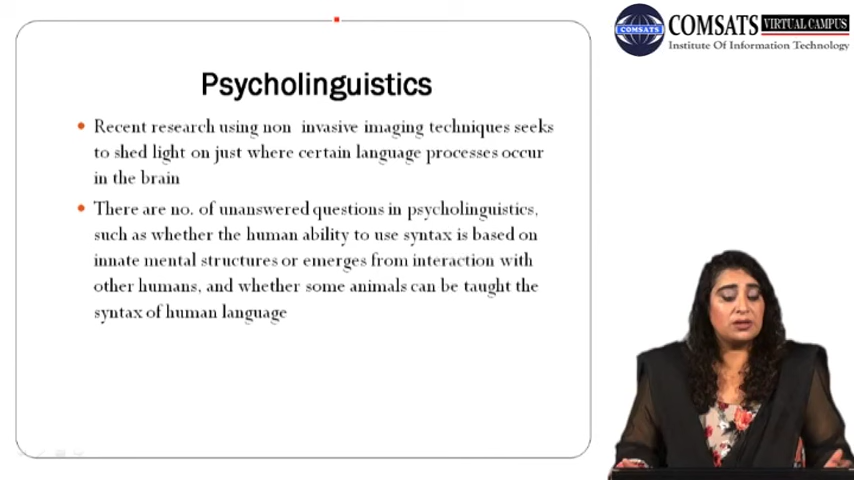 COMSATS VIRTUAL CAMPUS
COMSATS
Institute Of Information Technology
Psycholinguistics
Recent research using non invasive imaging techniques seeks
to shed light on just where certain language processes occur
in the brain
There are no. of unanswered questions in psycholinguistics,
such as whether the human ability to use syntax is based on
innate mental structures or emerges from interaction with
other humans, and whether some animals can be taught the
syntax of human language